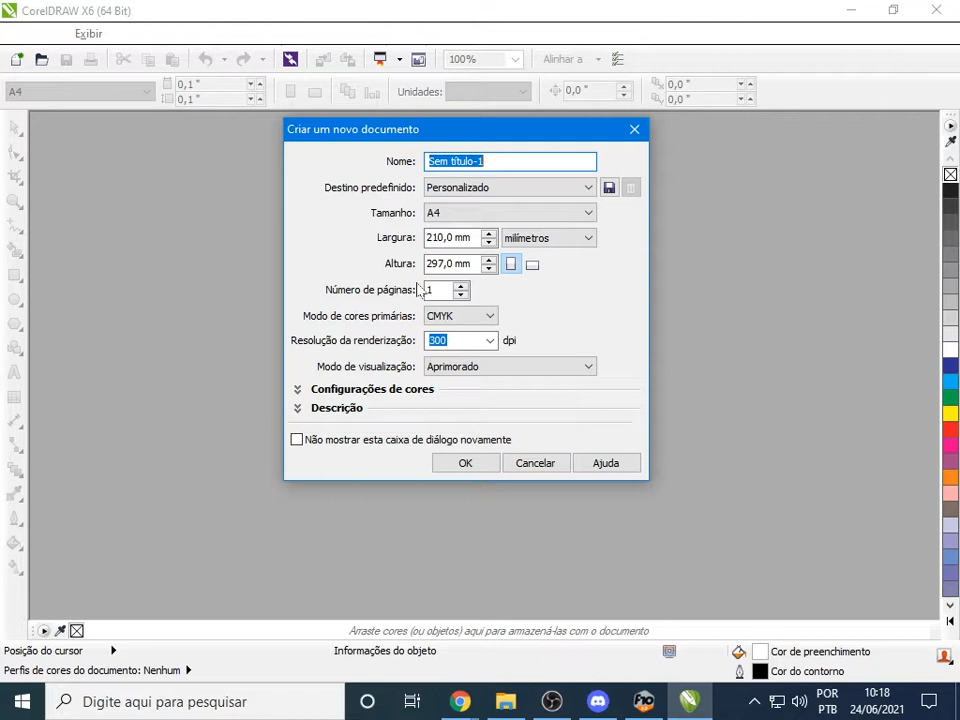 CorelDRAW X6 (64 Bit)
Exibir
100%
Alinhar a
A4
0,1 "
0,1 "
Unidades:
0,0 "
0,0 "
0,0 "
Criar um novo documento
Nome: Sem título-1
Destino predefinido: Personalizado
Tamanho: A4
Largura: 210,0 mm milímetros
Altura: 297,0 mm
Número de páginas: 1
Modo de cores primárias: CMYK
Resolução da renderização: 300 dpi
Modo de visualização: Aprimorado
Configurações de cores
Descrição
Não mostrar esta caixa de diálogo novamente
OK Cancelar Ajuda
Arraste cores (ou objetos) aqui para armazená-las com o documento
Posição do cursor Informações do objeto Cor de preenchimento
Perfis de cores do documento: Nenhum Cor do contorno
Digite aqui para pesquisar
POR
PTB
10:18
24/06/2021